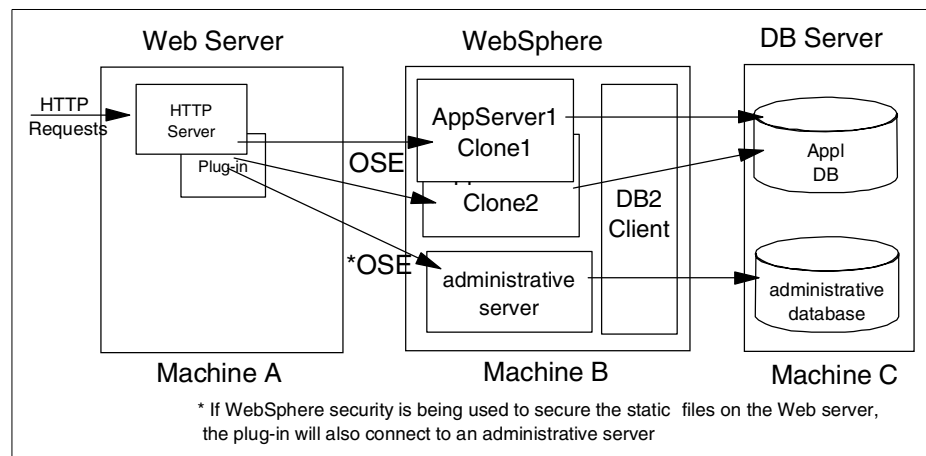 Web Server
WebSphere
DB Server
HTTP
Requests
HTTP
Server
Plug-in
OSE
*OSE
AppServer1
Clone1
Clone2
DB2
Client
administrative
server
Appl
DB
administrative
database
Machine A
Machine B
Machine C
* If WebSphere security is being used to secure the static files on the Web server,
the plug-in will also connect to an administrative server